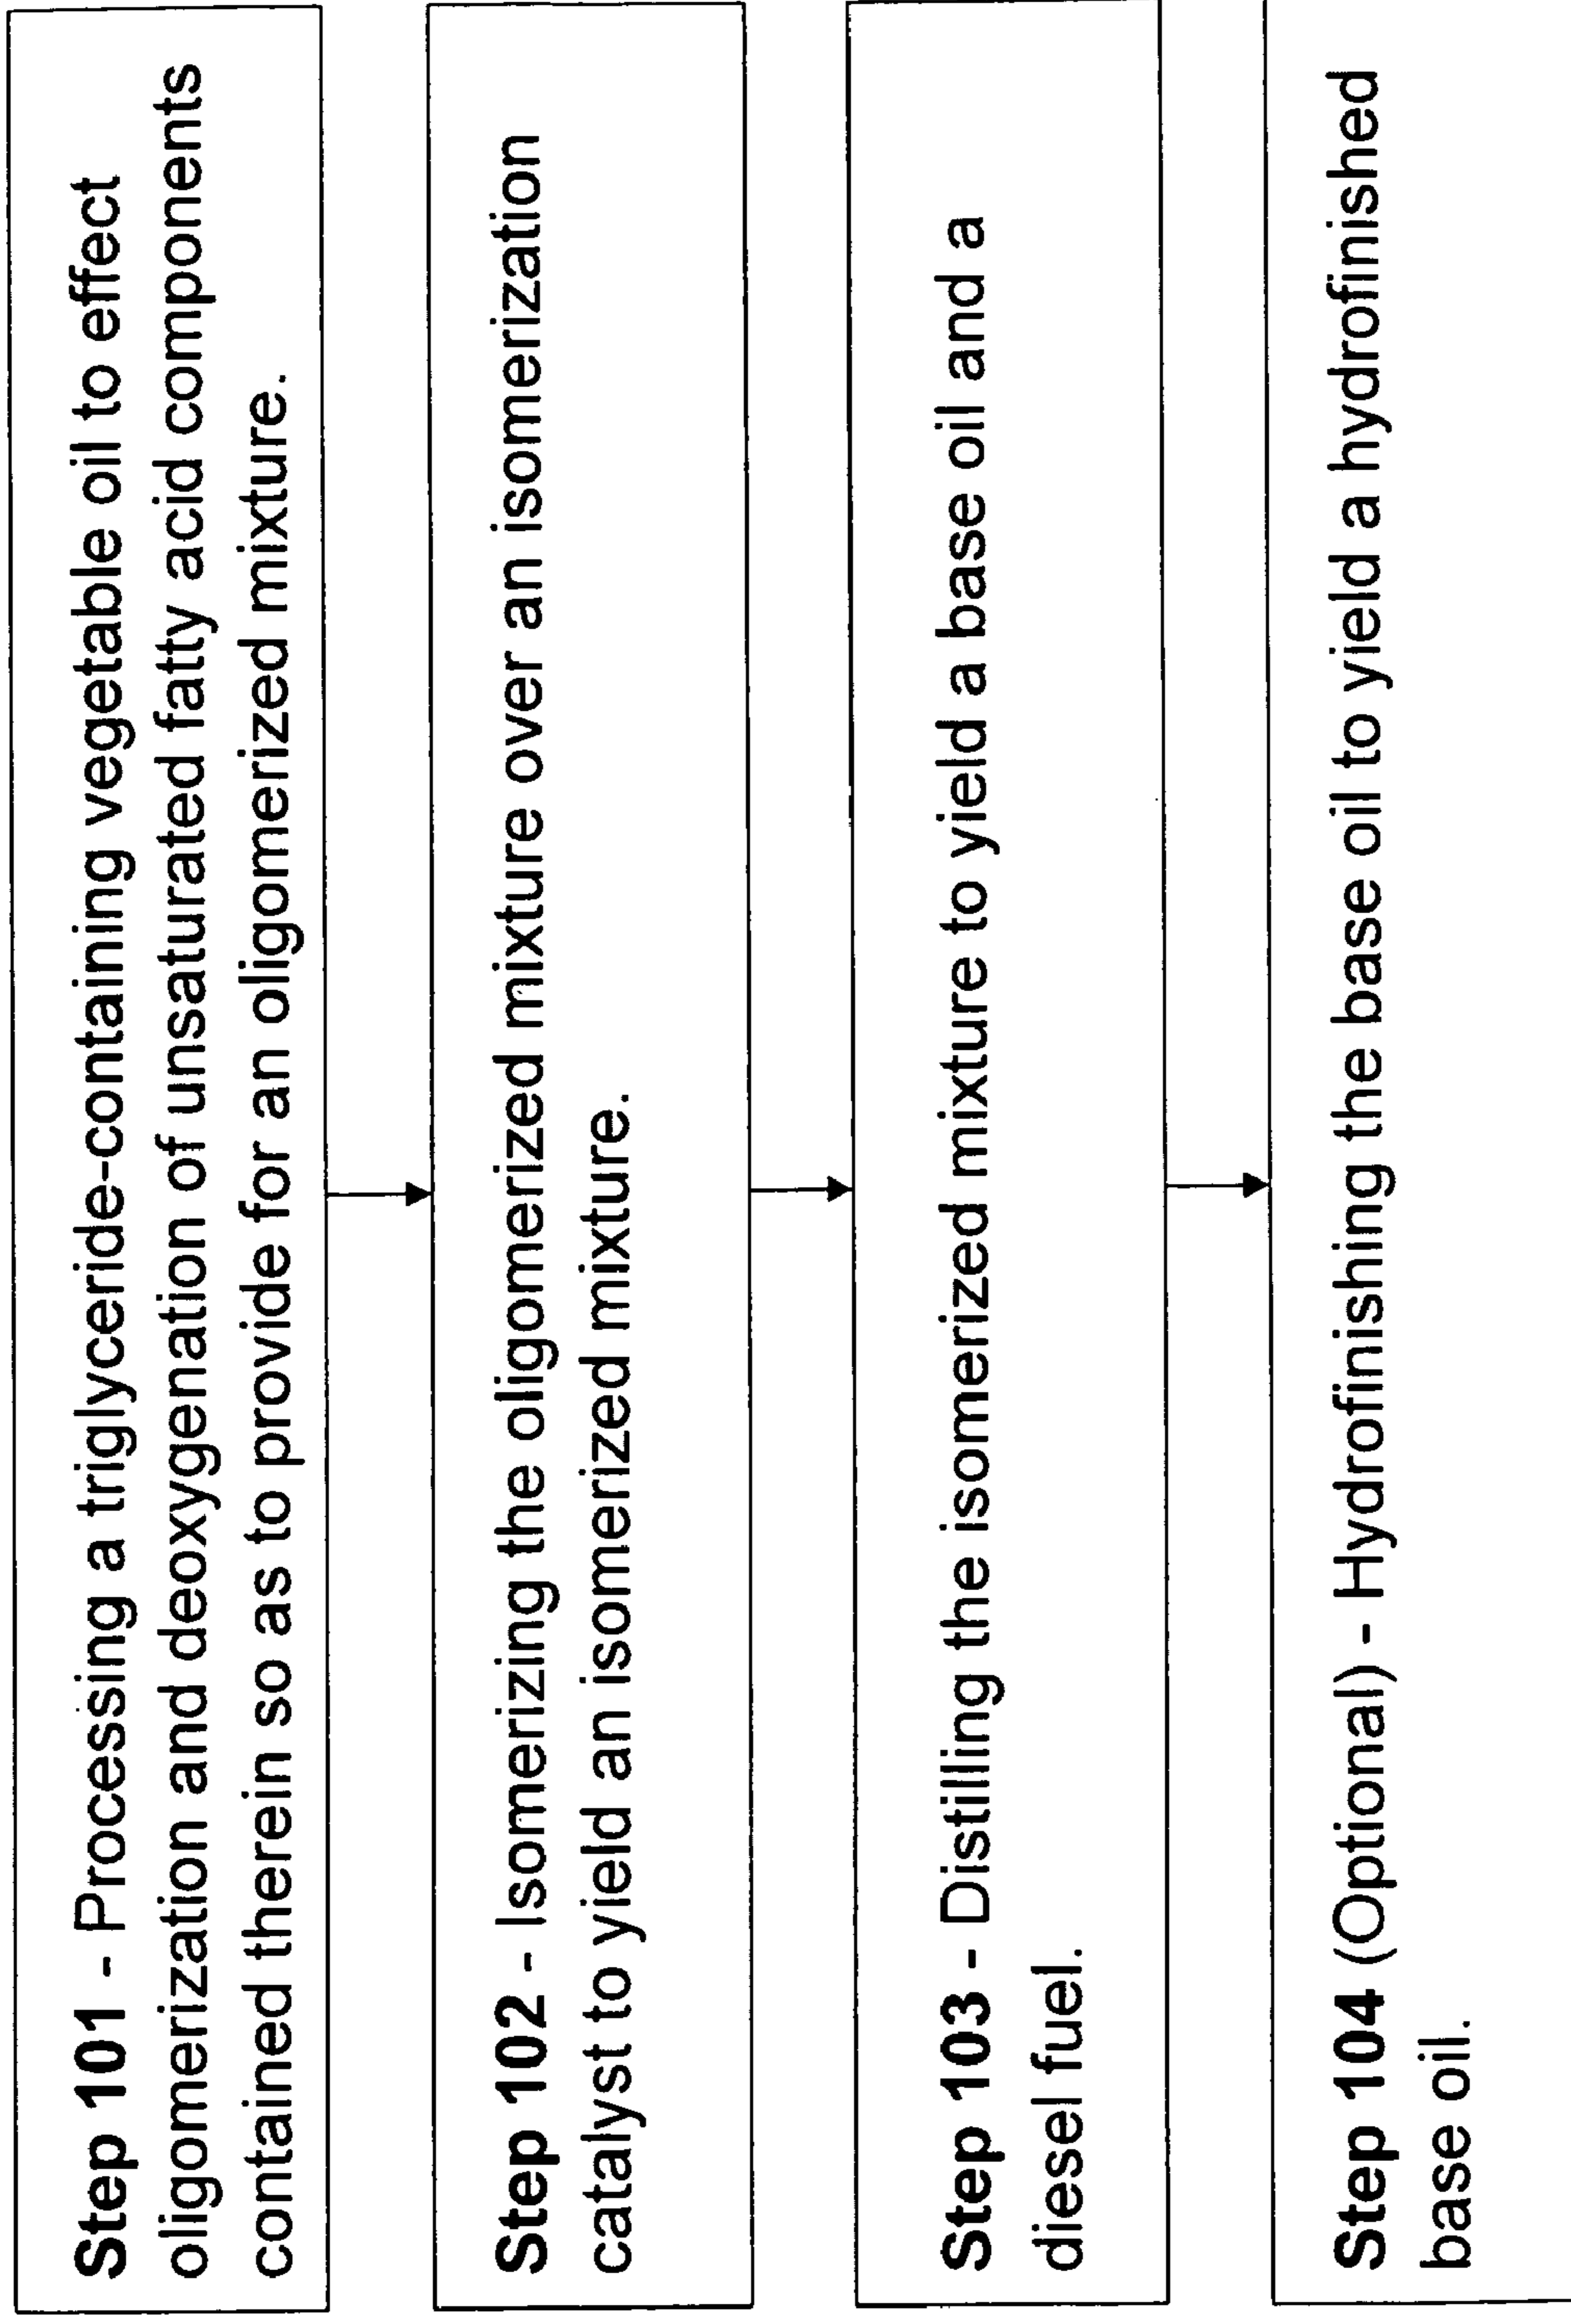 Step 101 - Processing a triglyceride-containing vegetable oil to effect
oligomerization and deoxygenation of unsaturated fatty acid components
contained therein so as to provide for an oligomerized mixture.
Step 102 - Isomerizing the oligomerized mixture over an isomerization
catalyst to yield an isomerized mixture.
Step 103 - Distilling the isomerized mixture to yield a base oil and a
diesel fuel.
Step 104 (Optional) - Hydrofinishing the base oil to yield a hydrofinished
base oil.